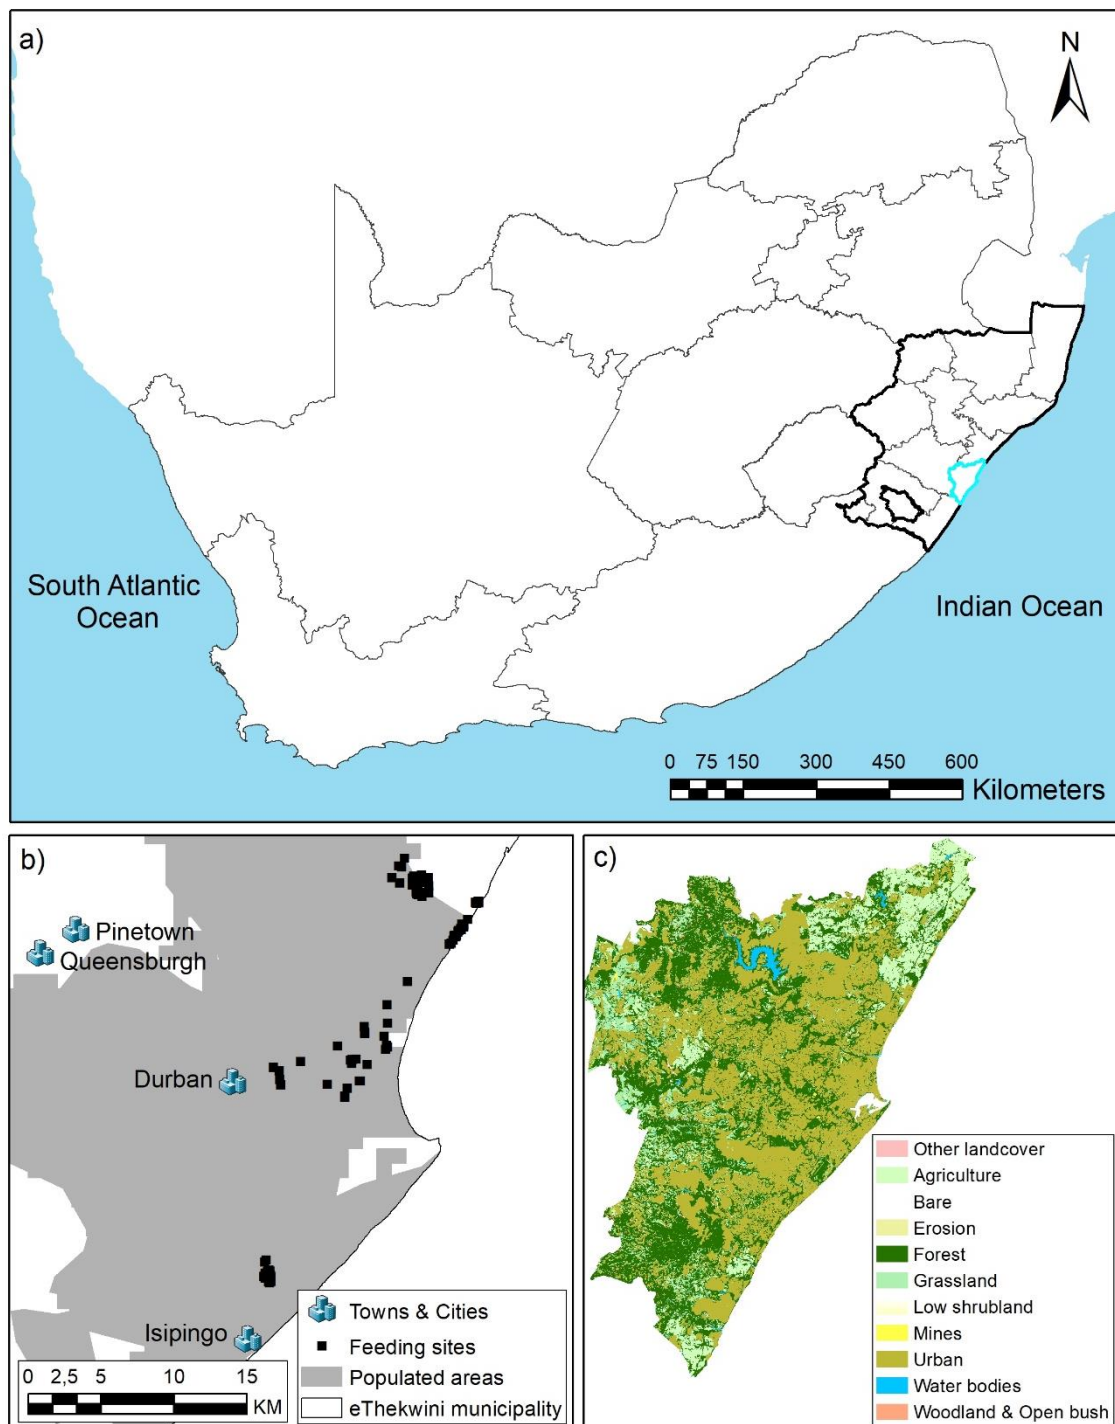 a)
N
South Atlantic
Ocean
Indian Ocean
0 75 150 300 450 600
Kilometers
b)
Pinetown
Queensburgh
Durban
Isipingo
0 2,5 5 10 15
KM
Towns & Cities
Feeding sites
Populated areas
eThekwini municipality
c)
Other landcover
Agriculture
Bare
Erosion
Forest
Grassland
Low shrubland
Mines
Urban
Water bodies
Woodland & Open bush